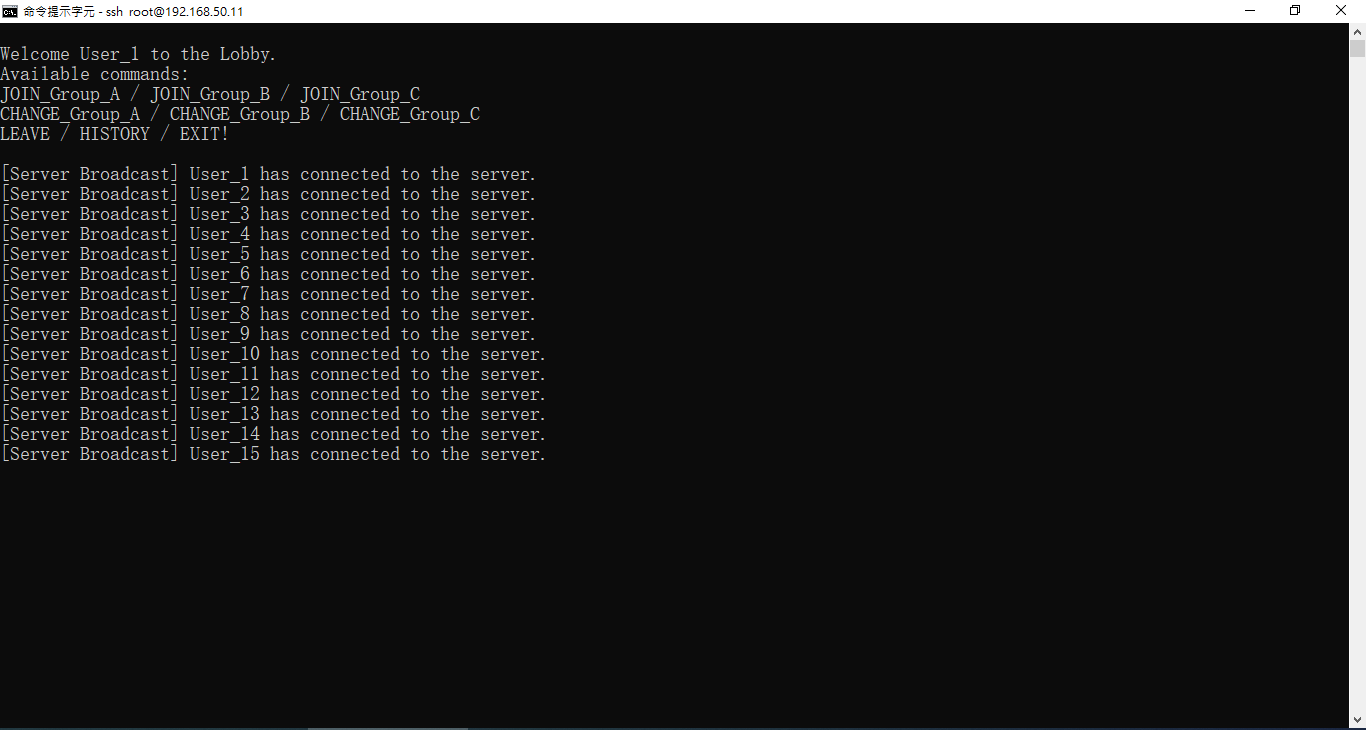 命令提示字元 - ssh root@192.168.50.11
Welcome User_1 to the Lobby.
Available commands:
JOIN_Group_A / JOIN_Group_B / JOIN_Group_C
CHANGE_Group_A / CHANGE_Group_B / CHANGE_Group_C
LEAVE / HISTORY / EXIT!
[Server Broadcast] User_1 has connected to the server.
[Server Broadcast] User_2 has connected to the server.
[Server Broadcast] User_3 has connected to the server.
[Server Broadcast] User_4 has connected to the server.
[Server Broadcast] User_5 has connected to the server.
[Server Broadcast] User_6 has connected to the server.
[Server Broadcast] User_7 has connected to the server.
[Server Broadcast] User_8 has connected to the server.
[Server Broadcast] User_9 has connected to the server.
[Server Broadcast] User_10 has connected to the server.
[Server Broadcast] User_11 has connected to the server.
[Server Broadcast] User_12 has connected to the server.
[Server Broadcast] User_13 has connected to the server.
[Server Broadcast] User_14 has connected to the server.
[Server Broadcast] User_15 has connected to the server.